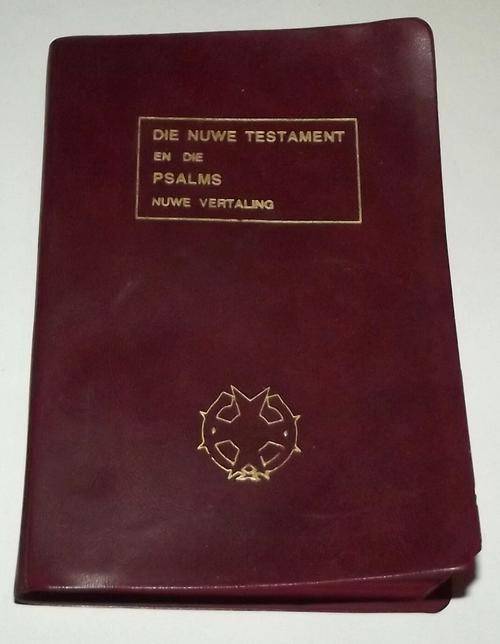 DIE NUWE TESTAMENT
EN DIE
PSALMS
NUWE VERTALING